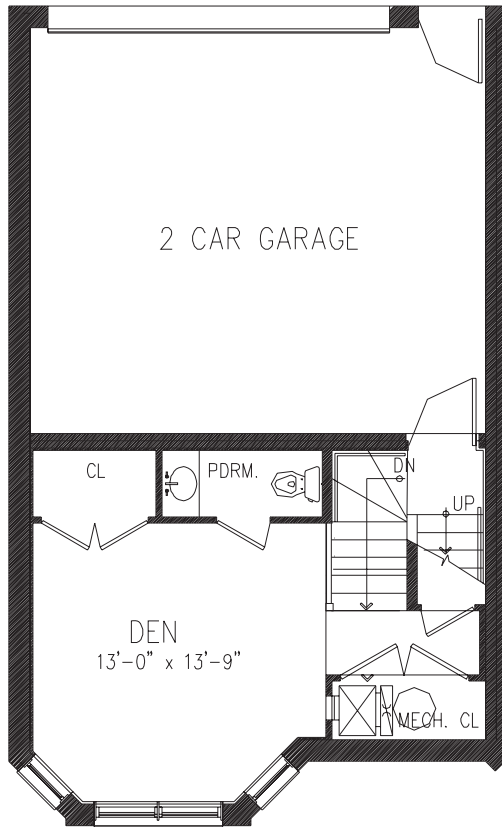 2 CAR GARAGE
CL
PDRM.
DN
UP
DEN
13'-0" x 13'-9"
MECH. CL